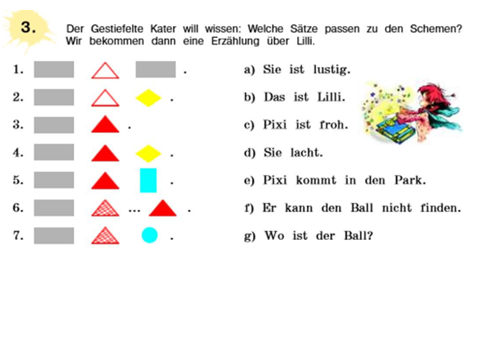 3. Der Gestiefelte Kater will wissen: Welche Sätze passen zu den Schemen?
Wir bekommen dann eine Erzählung über Lilli.
1. . a) Sie ist lustig.
2. . b) Das ist Lilli.
3. . c) Pixi ist froh.
4. . d) Sie lacht.
5. . e) Pixi kommt in den Park.
6. ... . f) Er kann den Ball nicht finden.
7. . g) Wo ist der Ball?